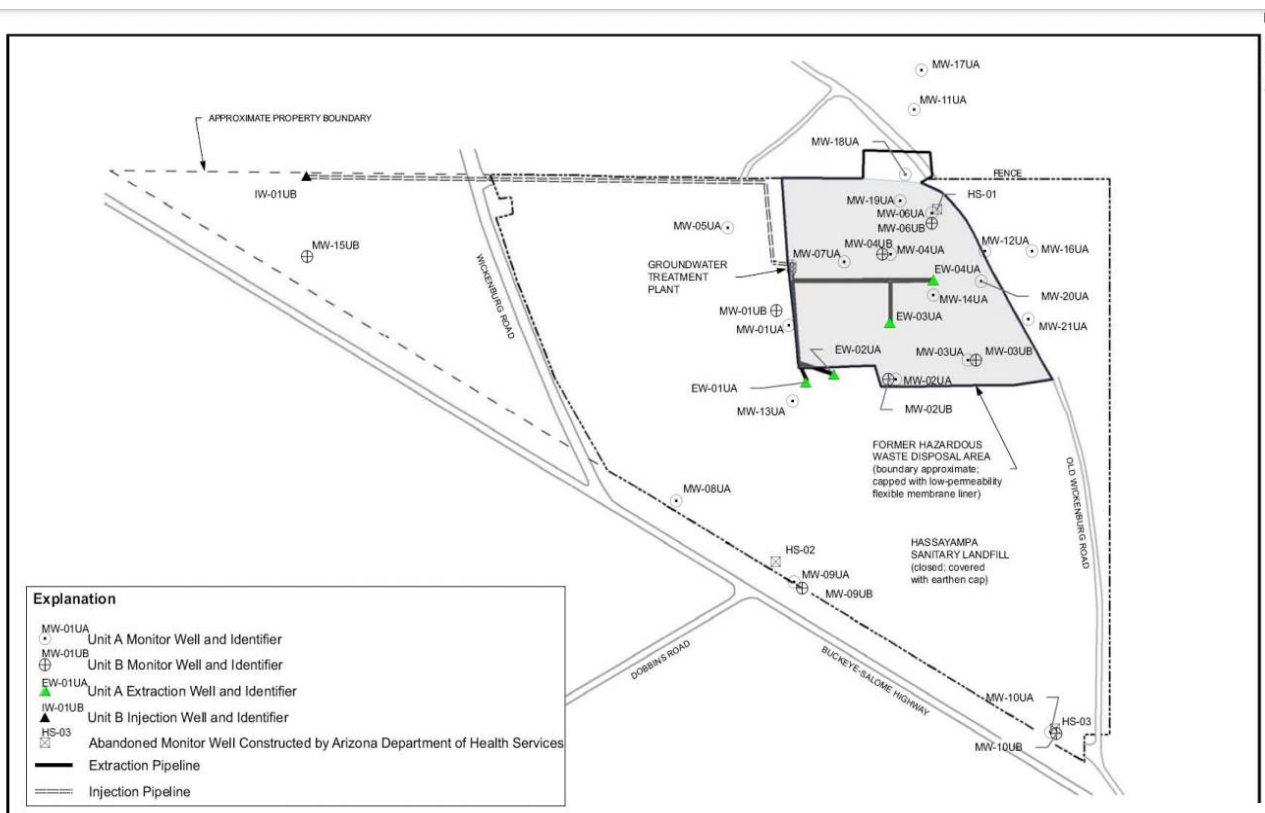 MW-17UA
MW-11UA
APPROXIMATE PROPERTY BOUNDARY
MW-18UA
FENCE
IW-01UB
HS-01
MW-19UA
MW-06UA
MW-06UB
MW-05UA
MW-15UB
MW-04UB
MW-04UA
MW-12UA
MW-16UA
MW-07UA
GROUNDWATER
TREATMENT
PLANT
WICKENBURG ROAD
EW-04UA
MW-20UA
MW-14UA
MW-01UB
MW-01UA
EW-03UA
MW-21UA
EW-02UA
MW-03UA
MW-03UB
EW-01UA
MW-02UA
MW-13UA
MW-02UB
FORMER HAZARDOUS
WASTE DISPOSAL AREA
(boundary approximate;
capped with low-permeability
flexible membrane liner)
OLD WICKENBURG ROAD
MW-08UA
HASSAYAMPA
SANITARY LANDFILL
(closed; covered
with earthen cap)
HS-02
MW-09UA
MW-09UB
DOBBINS ROAD
BUCKEYE-SALOME HIGHWAY
MW-10UA
HS-03
MW-10UB
Explanation
MW-01UA
Unit A Monitor Well and Identifier
MW-01UB
Unit B Monitor Well and Identifier
EW-01UA
Unit A Extraction Well and Identifier
IW-01UB
Unit B Injection Well and Identifier
HS-03
Abandoned Monitor Well Constructed by Arizona Department of Health Services
Extraction Pipeline
Injection Pipeline